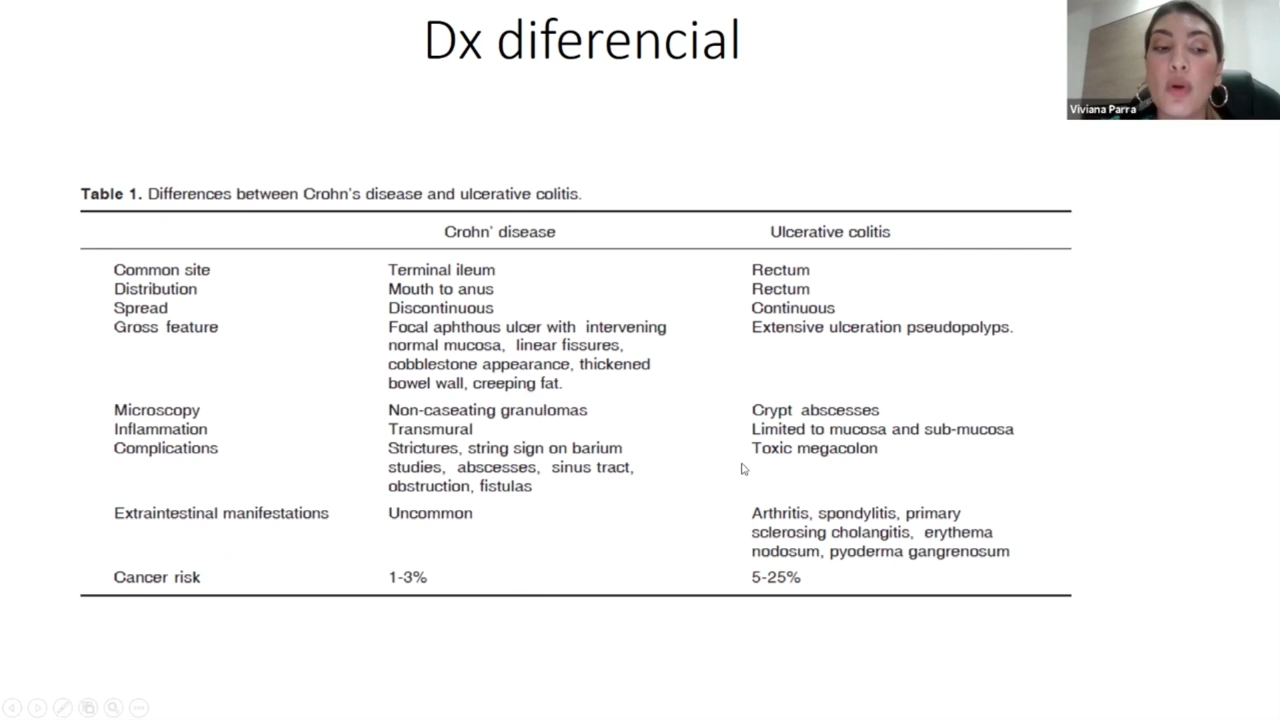 Dx diferencial
Viviana Parra
Table 1. Differences between Crohn's disease and ulcerative colitis.
Crohn' disease Ulcerative colitis
Common site Terminal ileum Rectum
Distribution Mouth to anus Rectum
Spread Discontinuous Continuous
Gross feature Focal aphthous ulcer with intervening Extensive ulceration pseudopolyps.
normal mucosa, linear fissures,
cobblestone appearance, thickened
bowel wall, creeping fat.
Microscopy Non-caseating granulomas Crypt abscesses
Inflammation Transmural Limited to mucosa and sub-mucosa
Complications Strictures, string sign on barium Toxic megacolon
studies, abscesses, sinus tract,
obstruction, fistulas
Extraintestinal manifestations Uncommon Arthritis, spondylitis, primary
sclerosing cholangitis, erythema
nodosum, pyoderma gangrenosum
Cancer risk 1-3% 5-25%